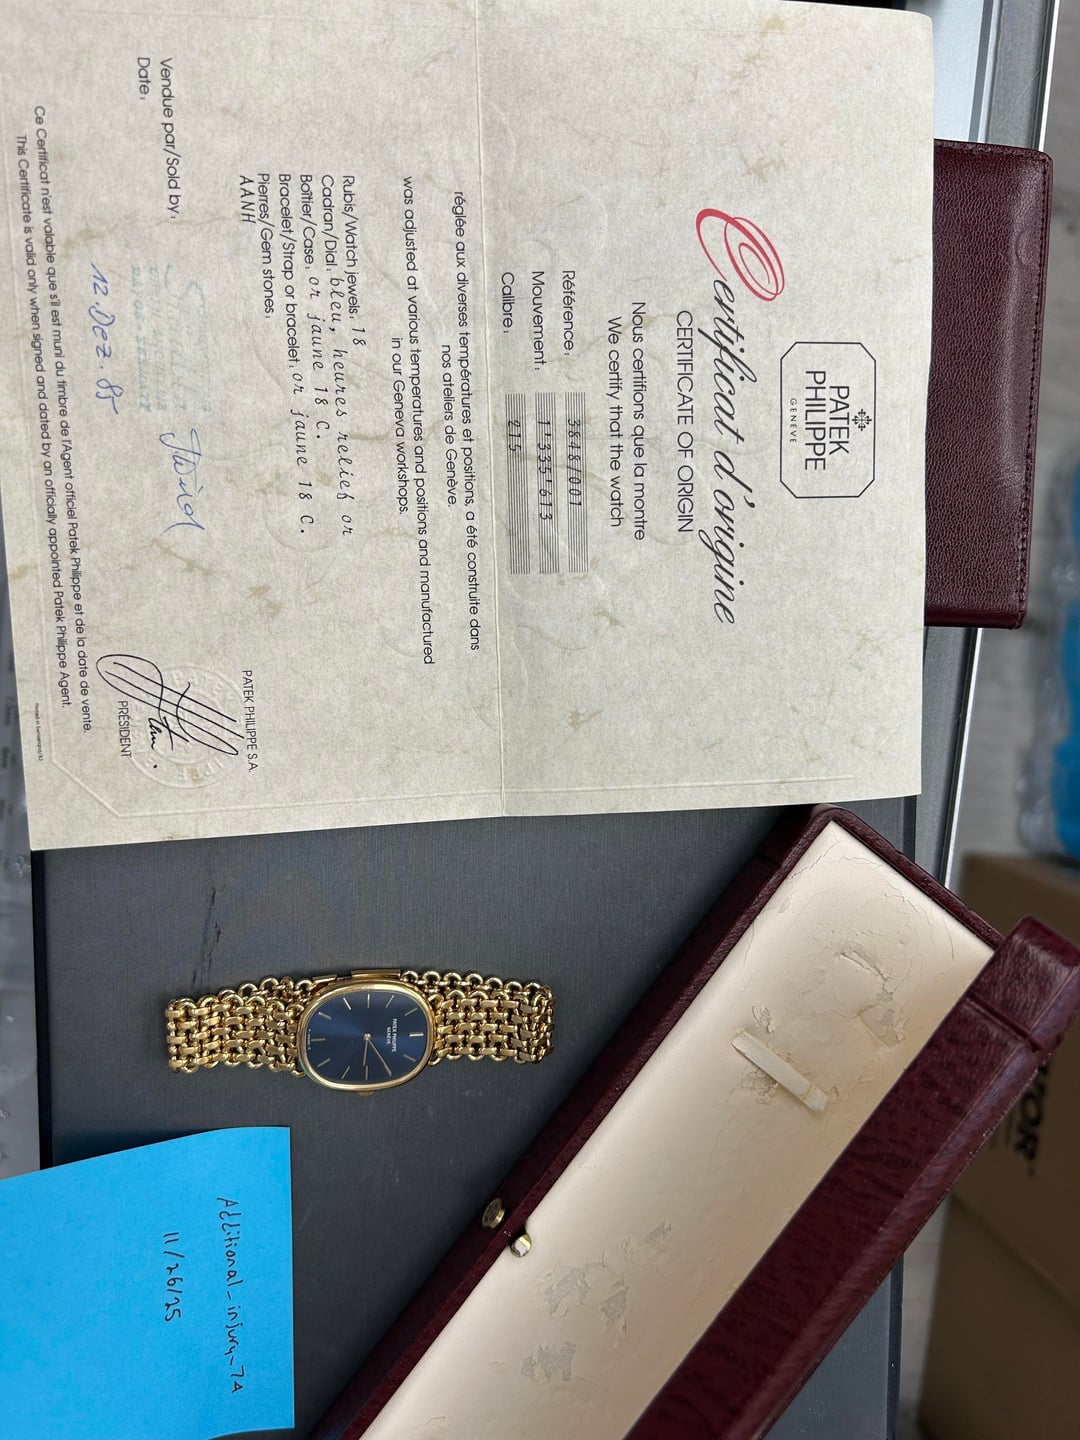 PATEK
PHILIPPE
GENEVE
Certificat d'origine
CERTIFICATE OF ORIGIN
Nous certifions que la montre
We certify that the watch
Référence: 3848/001
Mouvement: 1'355'613
Calibre: 215
réglée aux diverses températures et positions, a été construite dans
nos ateliers de Genève.
was adjusted at various temperatures and positions and manufactured
in our Geneva workshops.
Rubis/Watch jewels: 18
Cadran/Dial: bleu, heures relief or
Boîtier/Case: or jaune 18 c.
Bracelet/Strap or bracelet: or jaune 18 c.
Pierres/Gem stones:
AANH
Vendue par/Sold by:
Date: 12. Dez. 85
PATEK PHILIPPE S.A.
PRÉSIDENT
Ce Certificat n'est valable que s'il est muni du timbre de l'Agent officiel Patek Philippe et de la date de vente.
This Certificate is valid only when signed and dated by an officially appointed Patek Philippe Agent.
PATEK PHILIPPE
GENEVE
TOR
Additional-injury-74
11/26/25